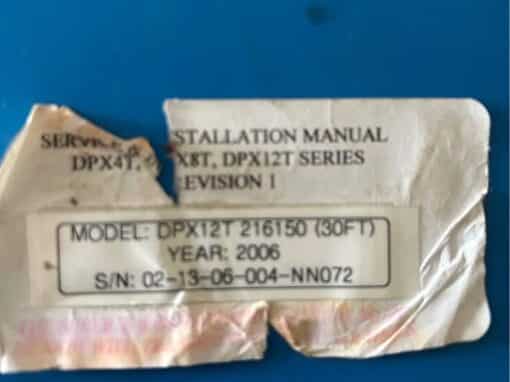 SERVICE STALLATION MANUAL
DPX4T, X8T, DPX12T SERIES
EVISION 1
MODEL: DPX12T 216150 (30FT)
YEAR: 2006
S/N: 02-13-06-004-NN072